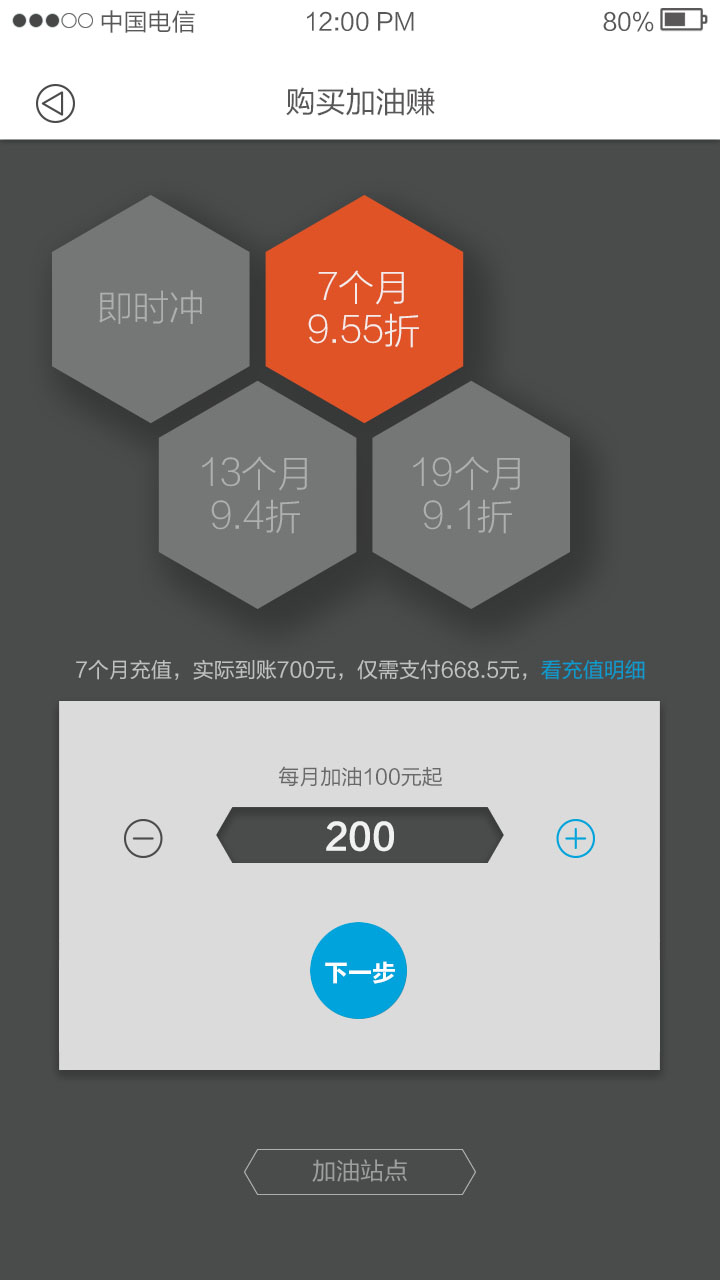 中国电信 12:00 PM 80%
购买加油赚
即时冲
7个月
9.55折
13个月
9.4折
19个月
9.1折
7个月充值，实际到账700元，仅需支付668.5元，看充值明细
每月加油100元起
200
下一步
加油站点